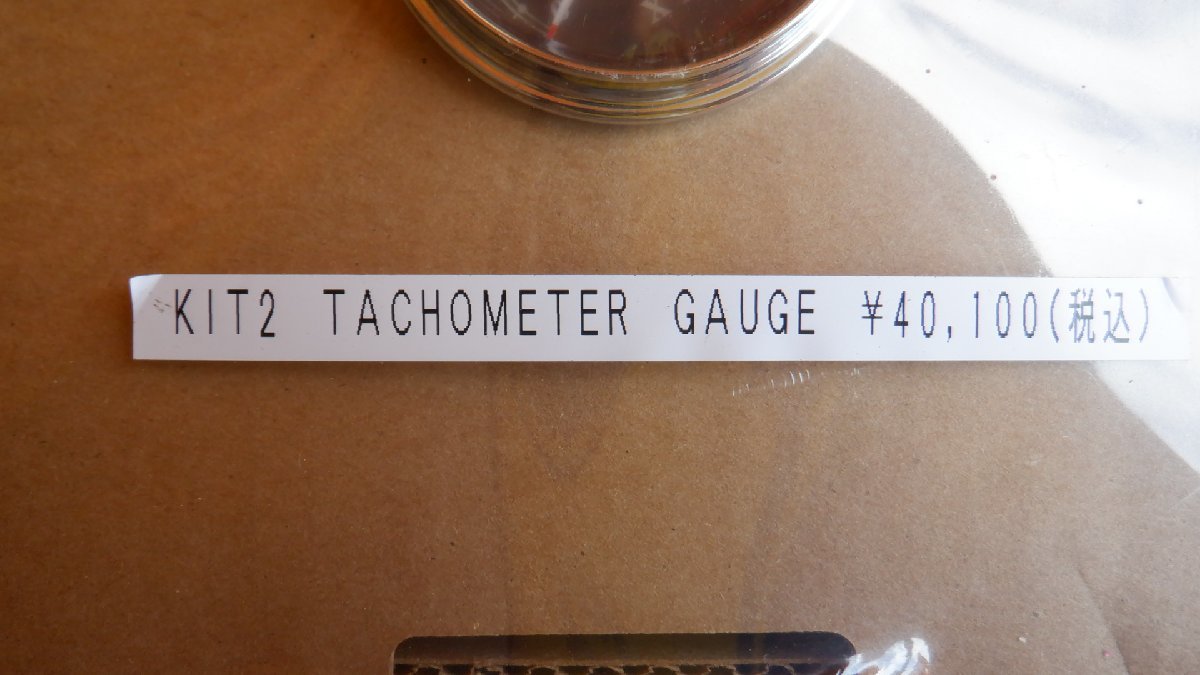 KIT2 TACHOMETER GAUGE ¥40,100(税込)